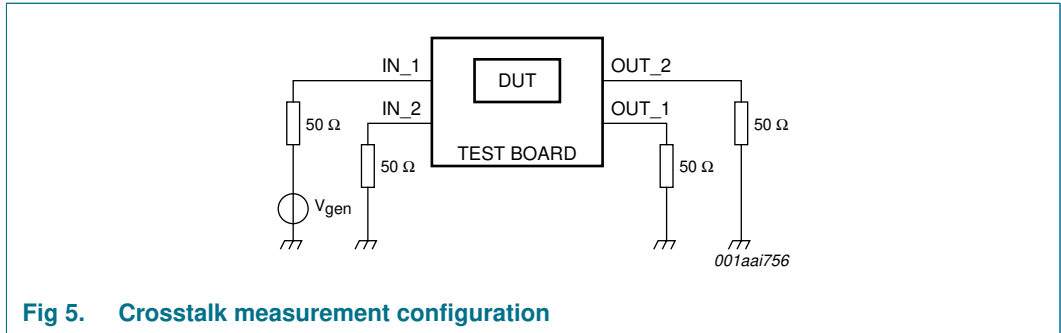 IN_1
OUT_2
DUT
IN_2
OUT_1
50 Ω
50 Ω
TEST BOARD
50 Ω
50 Ω
Vgen
001aai756
Fig 5. Crosstalk measurement configuration